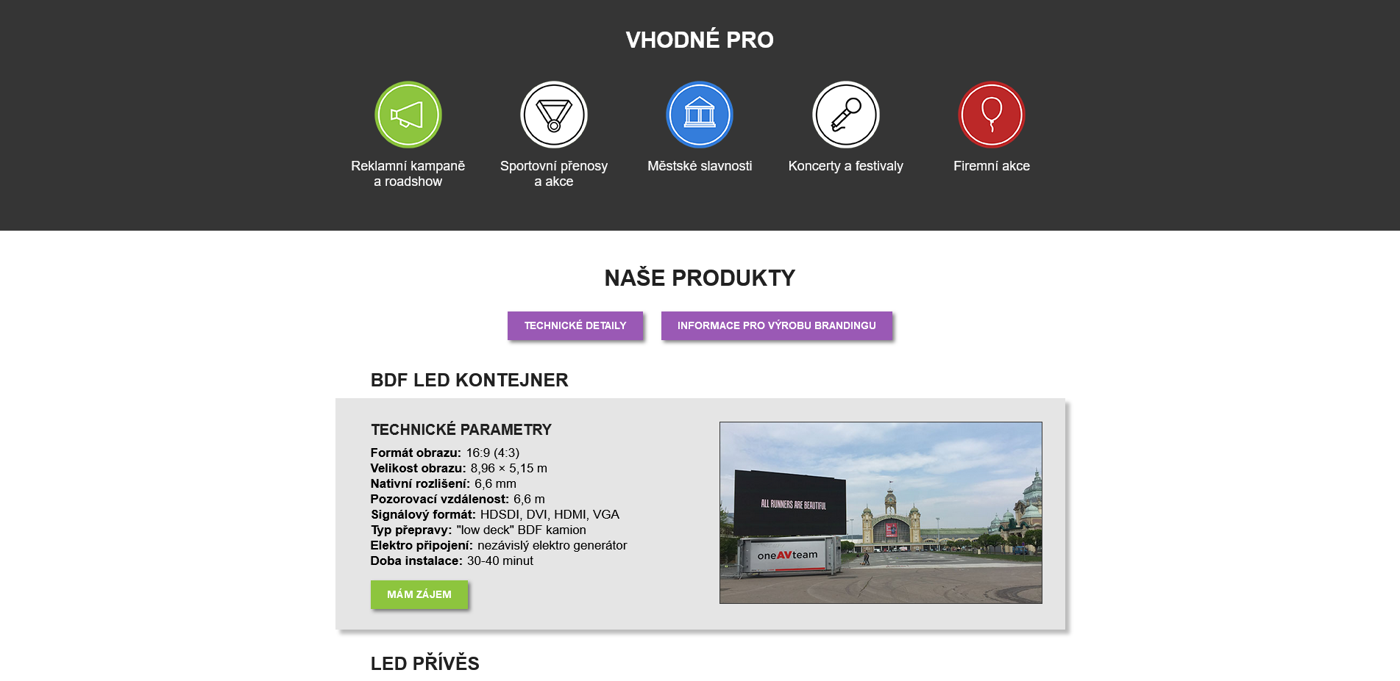 VHODNÉ PRO
Reklamní kampaně
a roadshow
Sportovní přenosy
a akce
Městské slavnosti
Koncerty a festivaly
Firemní akce
NAŠE PRODUKTY
TECHNICKÉ DETAILY
INFORMACE PRO VÝROBU BRANDINGU
BDF LED KONTEJNER
TECHNICKÉ PARAMETRY
Formát obrazu: 16:9 (4:3)
Velikost obrazu: 8,96 × 5,15 m
Nativní rozlišení: 6,6 mm
Pozorovací vzdálenost: 6,6 m
Signálový formát: HDSDI, DVI, HDMI, VGA
Typ přepravy: "low deck" BDF kamion
Elektro připojení: nezávislý elektro generátor
Doba instalace: 30-40 minut
MÁM ZÁJEM
ALL RUNNERS ARE BEAUTIFUL
oneAVteam
LED PŘÍVĚS